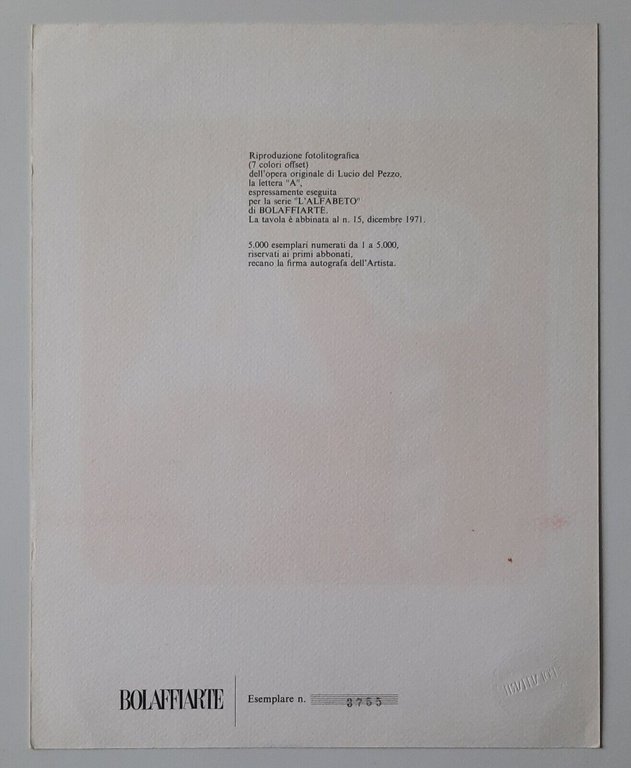 Riproduzione fotolitografica
(7 colori offset)
dell'opera originale di Lucio del Pezzo,
la lettera "A",
espressamente eseguita
per la serie "L'ALFABETO"
di BOLAFFIARTE.
La tavola è abbinata al n. 15, dicembre 1971.
5.000 esemplari numerati da 1 a 5.000,
riservati ai primi abbonati,
recano la firma autografa dell'Artista.
BOLAFFIARTE
Esemplare n. 3755